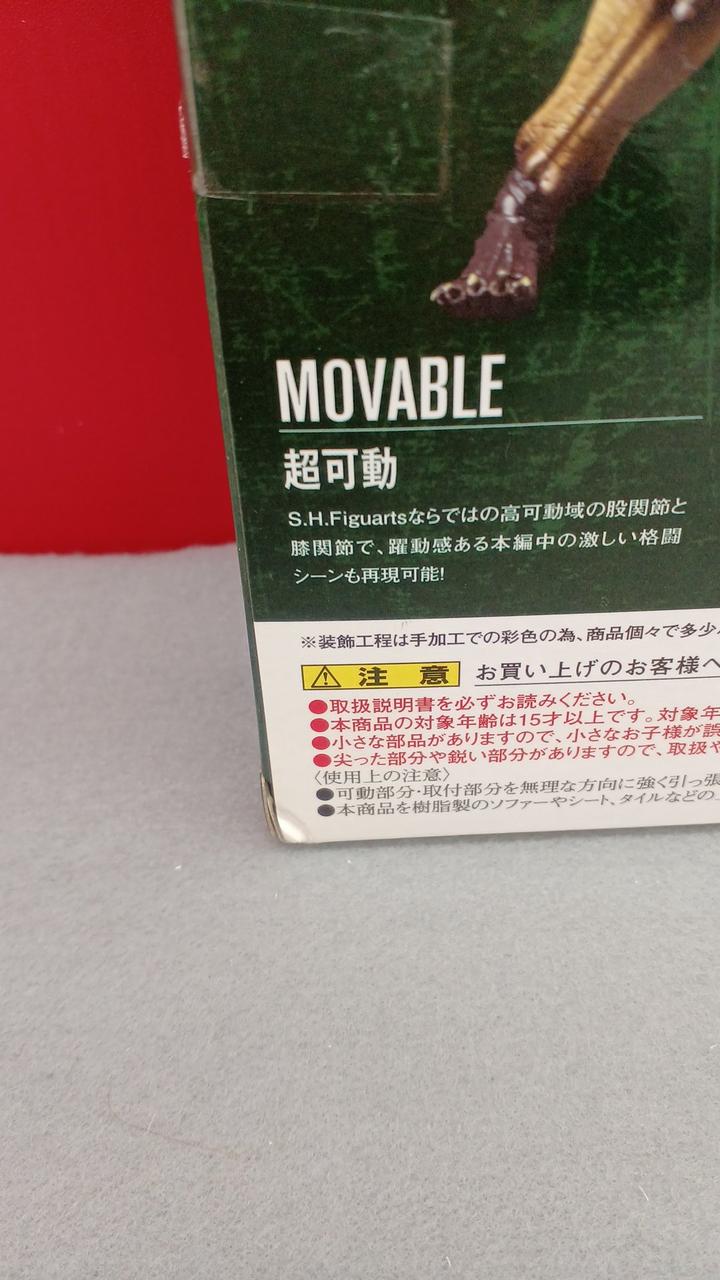 MOVABLE
超可動
S.H.Figuartsならではの高可動域の股関節と
膝関節で、躍動感ある本編中の激しい格闘
シーンも再現可能!
※装飾工程は手加工での彩色の為、商品個々で多少
注意 お買い上げのお客様へ
●取扱説明書を必ずお読みください。
●本商品の対象年齢は15才以上です。対象年
●小さな部品がありますので、小さなお子様が誤
●尖った部分や鋭い部分がありますので、取扱や
〈使用上の注意〉
●可動部分・取付部分を無理な方向に強く引っ張
●本商品を樹脂製のソファーやシート、タイルなどの